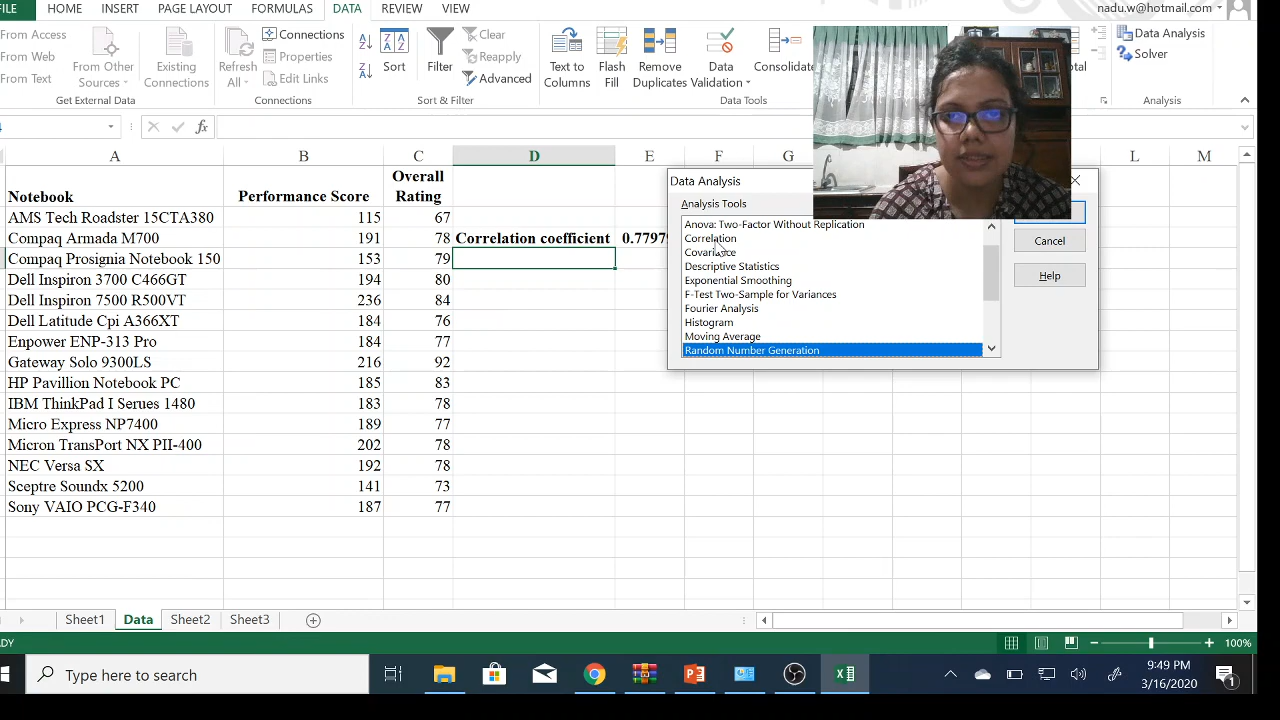 FILE HOME INSERT PAGE LAYOUT FORMULAS DATA REVIEW VIEW nadu.w@hotmail.com
From Access
From Web
From Text
From Other Sources
Existing Connections
Get External Data
Refresh All
Connections
Properties
Edit Links
Connections
Sort
Filter
Clear
Reapply
Advanced
Sort & Filter
Text to Columns
Flash Fill
Remove Duplicates
Data Validation
Consolidate
Data Tools
Data Analysis
Solver
Analysis
A B C D E F G L M
Notebook Performance Score Overall Rating
AMS Tech Roadster 15CTA380 115 67
Compaq Armada M700 191 78 Correlation coefficient 0.7797
Compaq Prosignia Notebook 150 153 79
Dell Inspiron 3700 C466GT 194 80
Dell Inspiron 7500 R500VT 236 84
Dell Latitude Cpi A366XT 184 76
Enpower ENP-313 Pro 184 77
Gateway Solo 9300LS 216 92
HP Pavillion Notebook PC 185 83
IBM ThinkPad I Serues 1480 183 78
Micro Express NP7400 189 77
Micron TransPort NX PII-400 202 78
NEC Versa SX 192 78
Sceptre Soundx 5200 141 73
Sony VAIO PCG-F340 187 77
Data Analysis
Analysis Tools
Anova: Two-Factor Without Replication
Correlation
Covariance
Descriptive Statistics
Exponential Smoothing
F-Test Two-Sample for Variances
Fourier Analysis
Histogram
Moving Average
Random Number Generation
Cancel
Help
Sheet1 Data Sheet2 Sheet3
100%
Type here to search
9:49 PM
3/16/2020
1